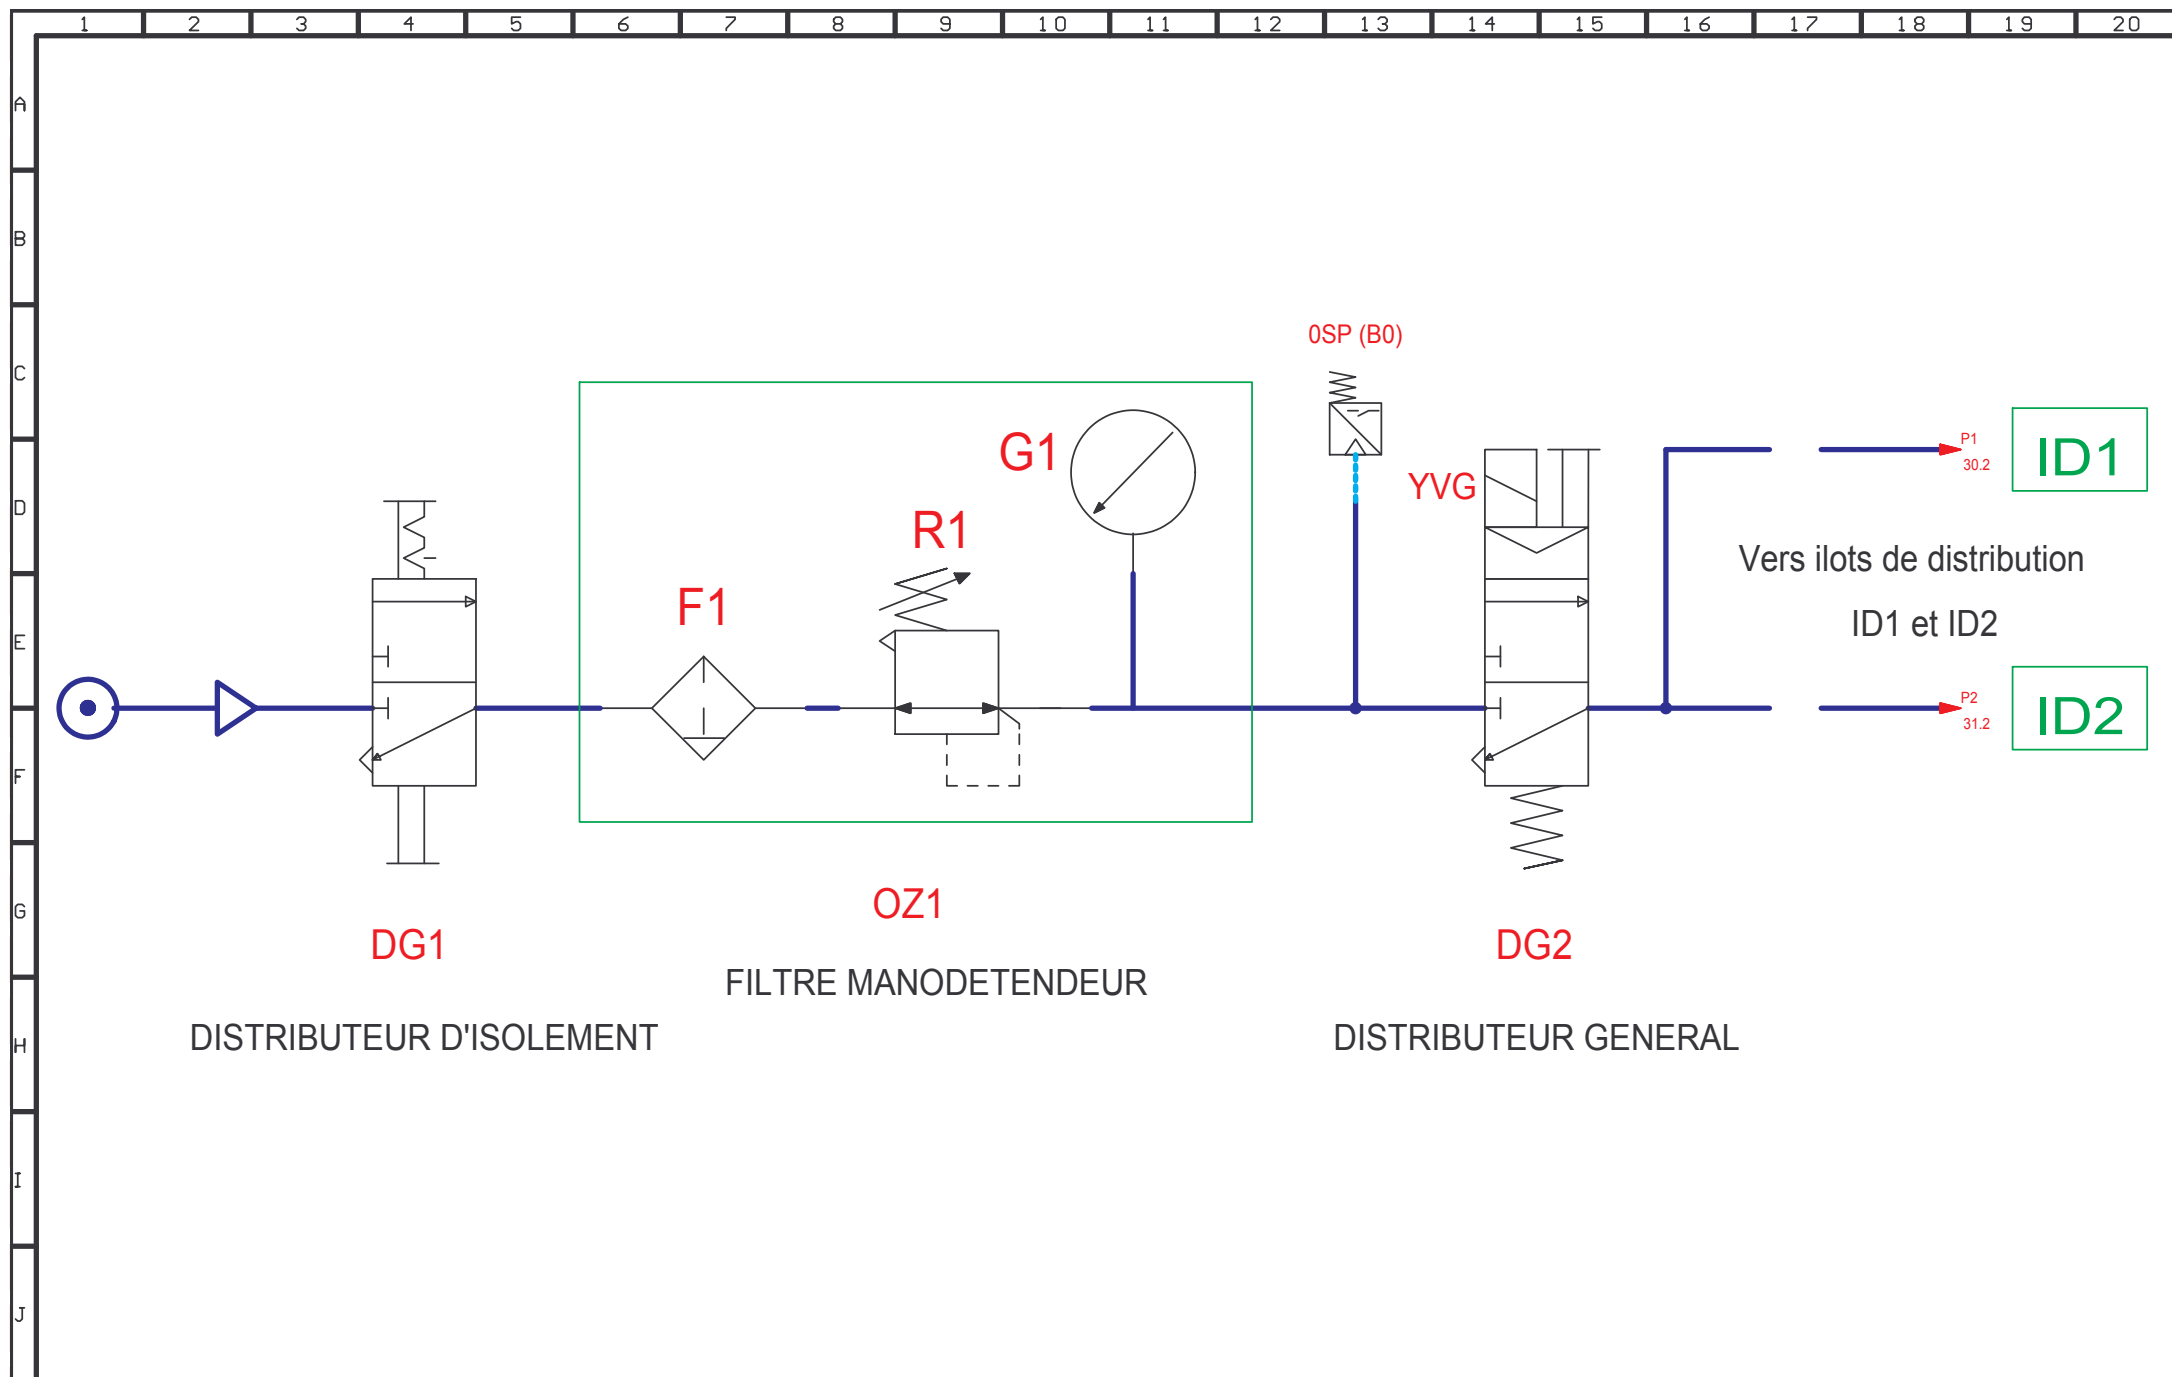 1 2 3 4 5 6 7 8 9 10 11 12 13 14 15 16 17 18 19 20
A
B
C
D
E
F
G
H
I
J
0SP (B0)
G1
YVG
P1
30.2
ID1
R1
Vers ilots de distribution
F1
ID1 et ID2
P2
31.2
ID2
OZ1
DG1
DG2
FILTRE MANODETENDEUR
DISTRIBUTEUR D'ISOLEMENT
DISTRIBUTEUR GENERAL